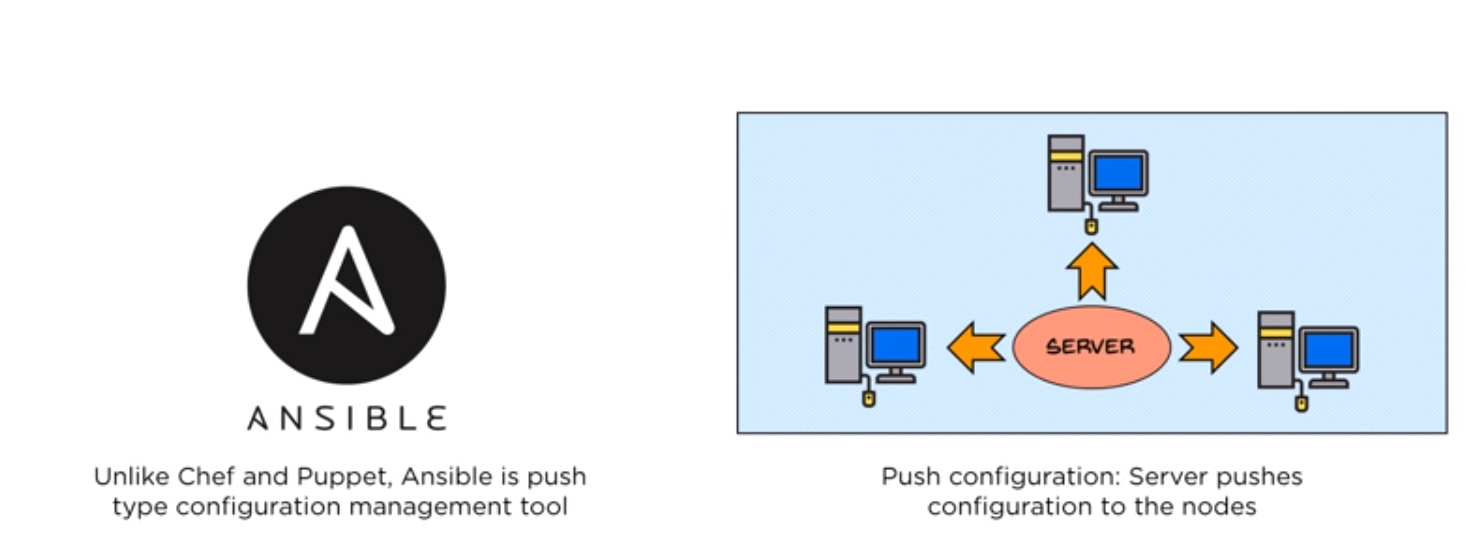 ANSIBLE
Unlike Chef and Puppet, Ansible is push
type configuration management tool
SERVER
Push configuration: Server pushes
configuration to the nodes